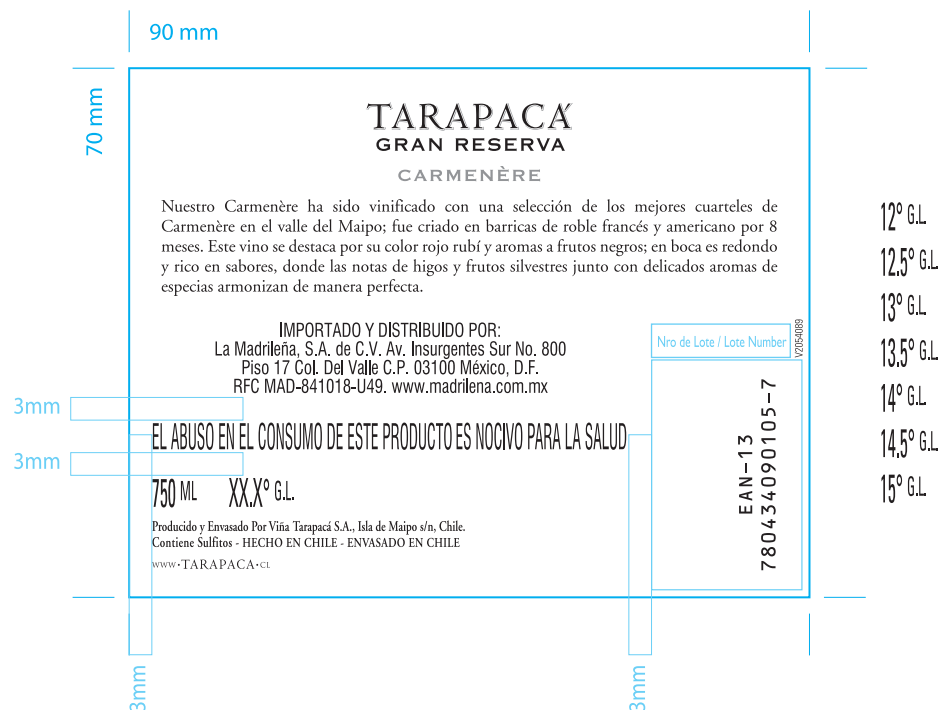 90 mm
70 mm
TARAPACÁ
GRAN RESERVA
CARMENÈRE
Nuestro Carmenère ha sido vinificado con una selección de los mejores cuarteles de
Carmenère en el valle del Maipo; fue criado en barricas de roble francés y americano por 8
meses. Este vino se destaca por su color rojo rubí y aromas a frutos negros; en boca es redondo
y rico en sabores, donde las notas de higos y frutos silvestres junto con delicados aromas de
especias armonizan de manera perfecta.
IMPORTADO Y DISTRIBUIDO POR:
La Madrileña, S.A. de C.V. Av. Insurgentes Sur No. 800
Piso 17 Col. Del Valle C.P. 03100 México, D.F.
RFC MAD-841018-U49. www.madrilena.com.mx
Nro de Lote / Lote Number
V2054089
3mm
EL ABUSO EN EL CONSUMO DE ESTE PRODUCTO ES NOCIVO PARA LA SALUD
3mm
750 ML XX.X° G.L.
Producido y Envasado Por Viña Tarapacá S.A., Isla de Maipo s/n, Chile.
Contiene Sulfitos - HECHO EN CHILE - ENVASADO EN CHILE
WWW•TARAPACA•CL
EAN-13
7804340901057
3mm
3mm
12° G.L.
12.5° G.L.
13° G.L.
13.5° G.L.
14° G.L.
14.5° G.L.
15° G.L.